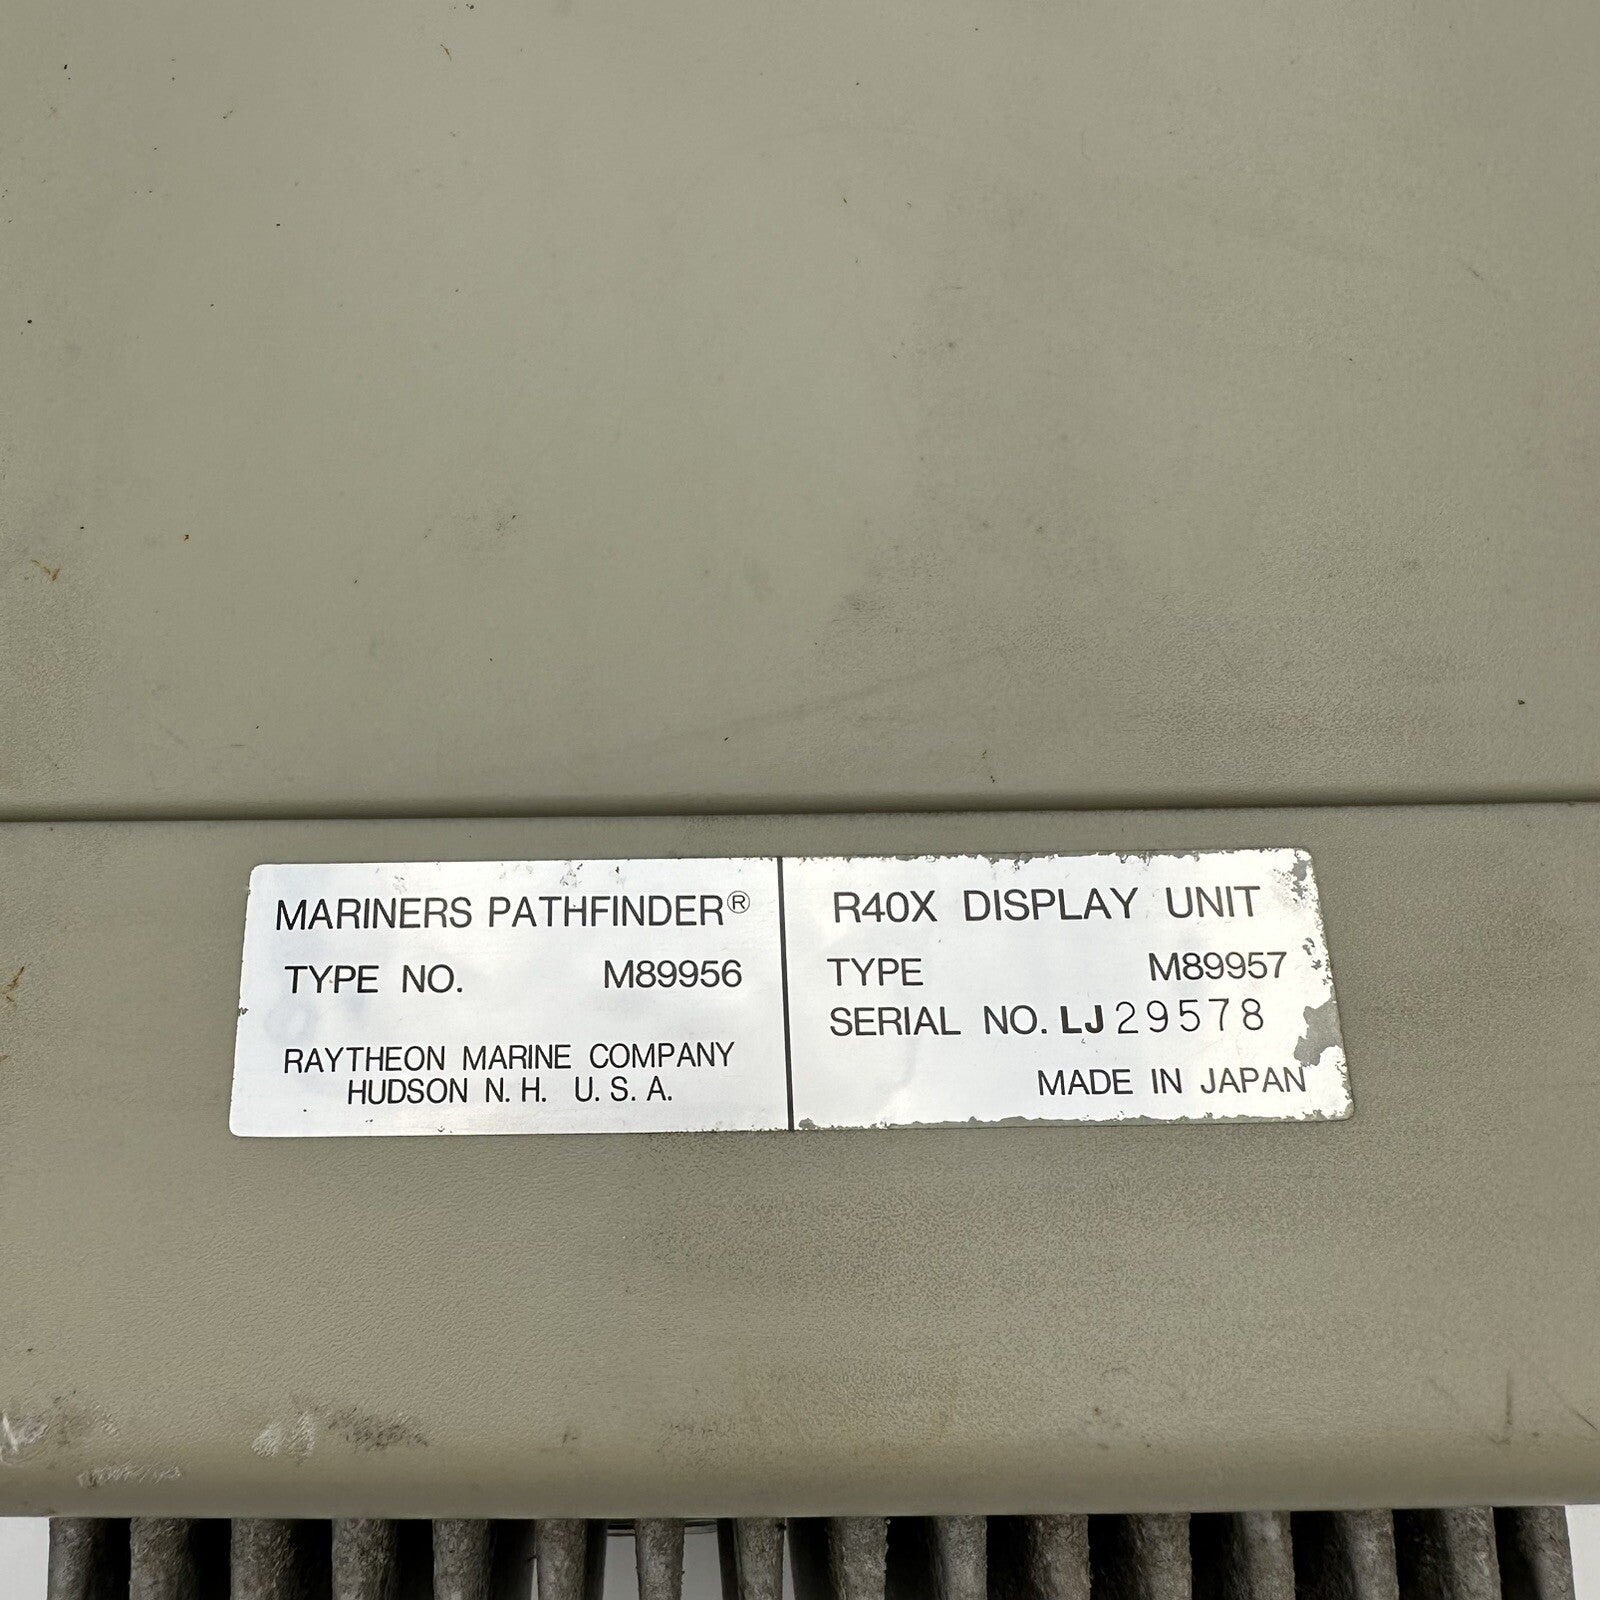 MARINERS PATHFINDER®
TYPE NO. M89956
RAYTHEON MARINE COMPANY
HUDSON N. H. U. S. A.
R40X DISPLAY UNIT
TYPE M89957
SERIAL NO. LJ 29578
MADE IN JAPAN